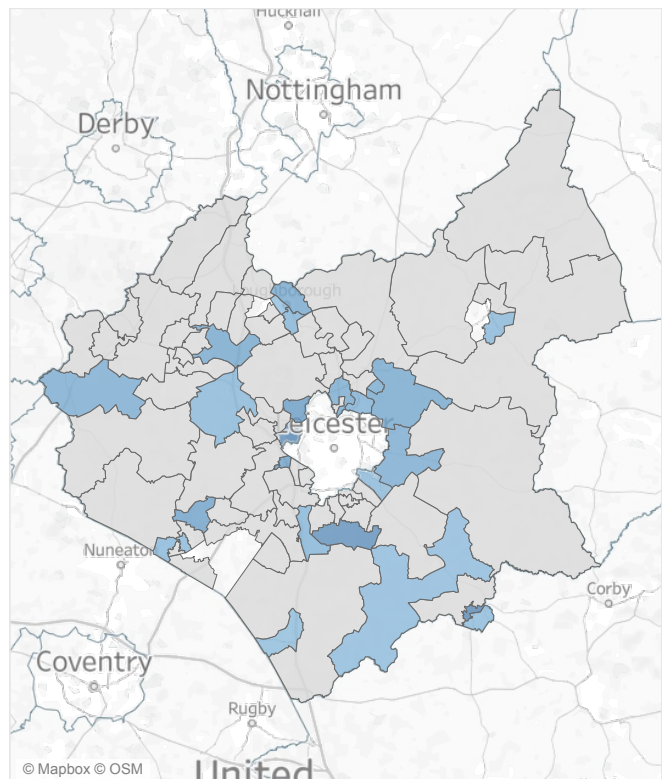 Hucknall
Nottingham
Derby
Loughborough
Leicester
Nuneaton
Corby
Coventry
Rugby
United
© Mapbox © OSM